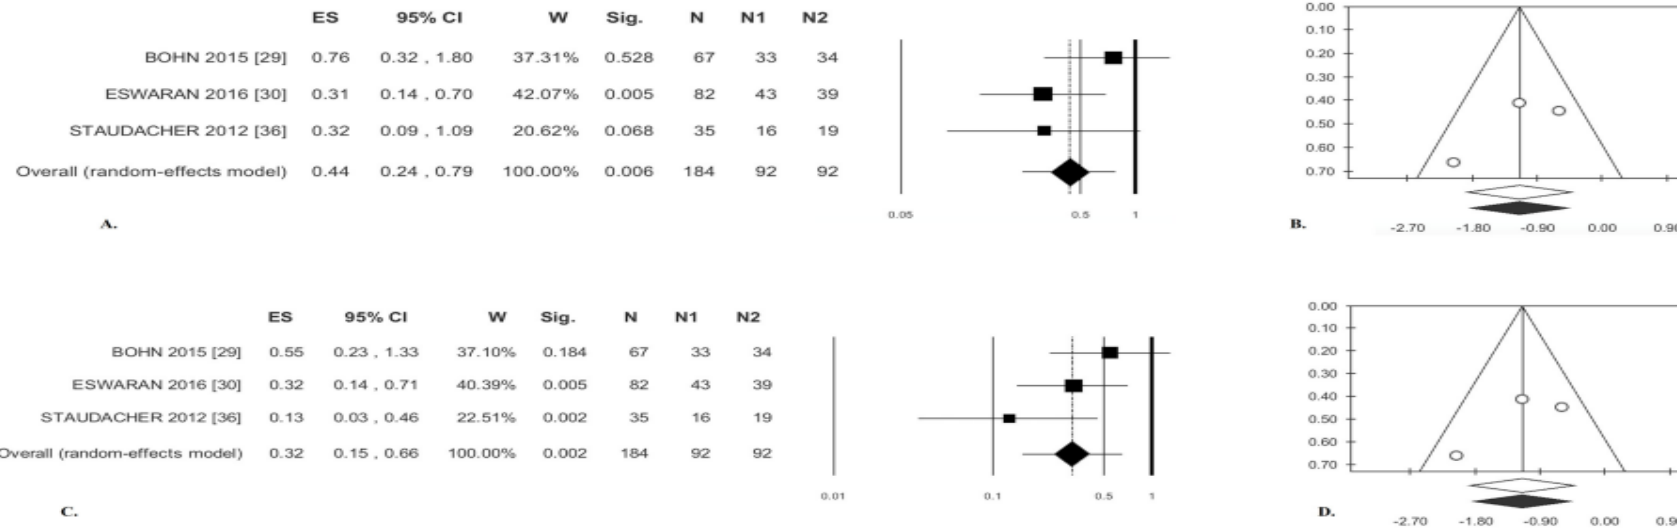 ES 95% CI W Sig. N N1 N2
BOHN 2015 [29] 0.76 0.32 , 1.80 37.31% 0.528 67 33 34
ESWARAN 2016 [30] 0.31 0.14 , 0.70 42.07% 0.005 82 43 39
STAUDACHER 2012 [36] 0.32 0.09 , 1.09 20.62% 0.068 35 16 19
Overall (random-effects model) 0.44 0.24 , 0.79 100.00% 0.006 184 92 92
0.05 0.5 1
A.
0.00
0.10
0.20
0.30
0.40
0.50
0.60
0.70
-2.70 -1.80 -0.90 0.00 0.90
B.
ES 95% CI W Sig. N N1 N2
BOHN 2015 [29] 0.55 0.23 , 1.33 37.10% 0.184 67 33 34
ESWARAN 2016 [30] 0.32 0.14 , 0.71 40.39% 0.005 82 43 39
STAUDACHER 2012 [36] 0.13 0.03 , 0.46 22.51% 0.002 35 16 19
Overall (random-effects model) 0.32 0.15 , 0.66 100.00% 0.002 184 92 92
0.01 0.1 0.5 1
C.
0.00
0.10
0.20
0.30
0.40
0.50
0.60
0.70
-2.70 -1.80 -0.90 0.00
D.